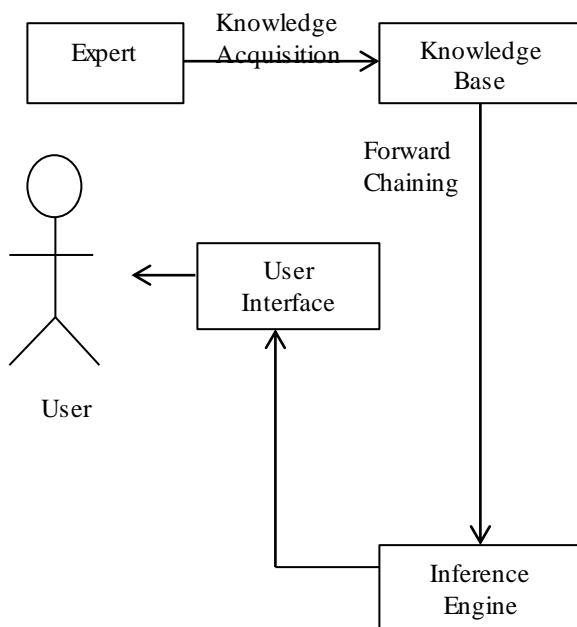 Expert
Knowledge
Acquisition
Knowledge
Base
Forward
Chaining
User
Interface
User
Inference
Engine